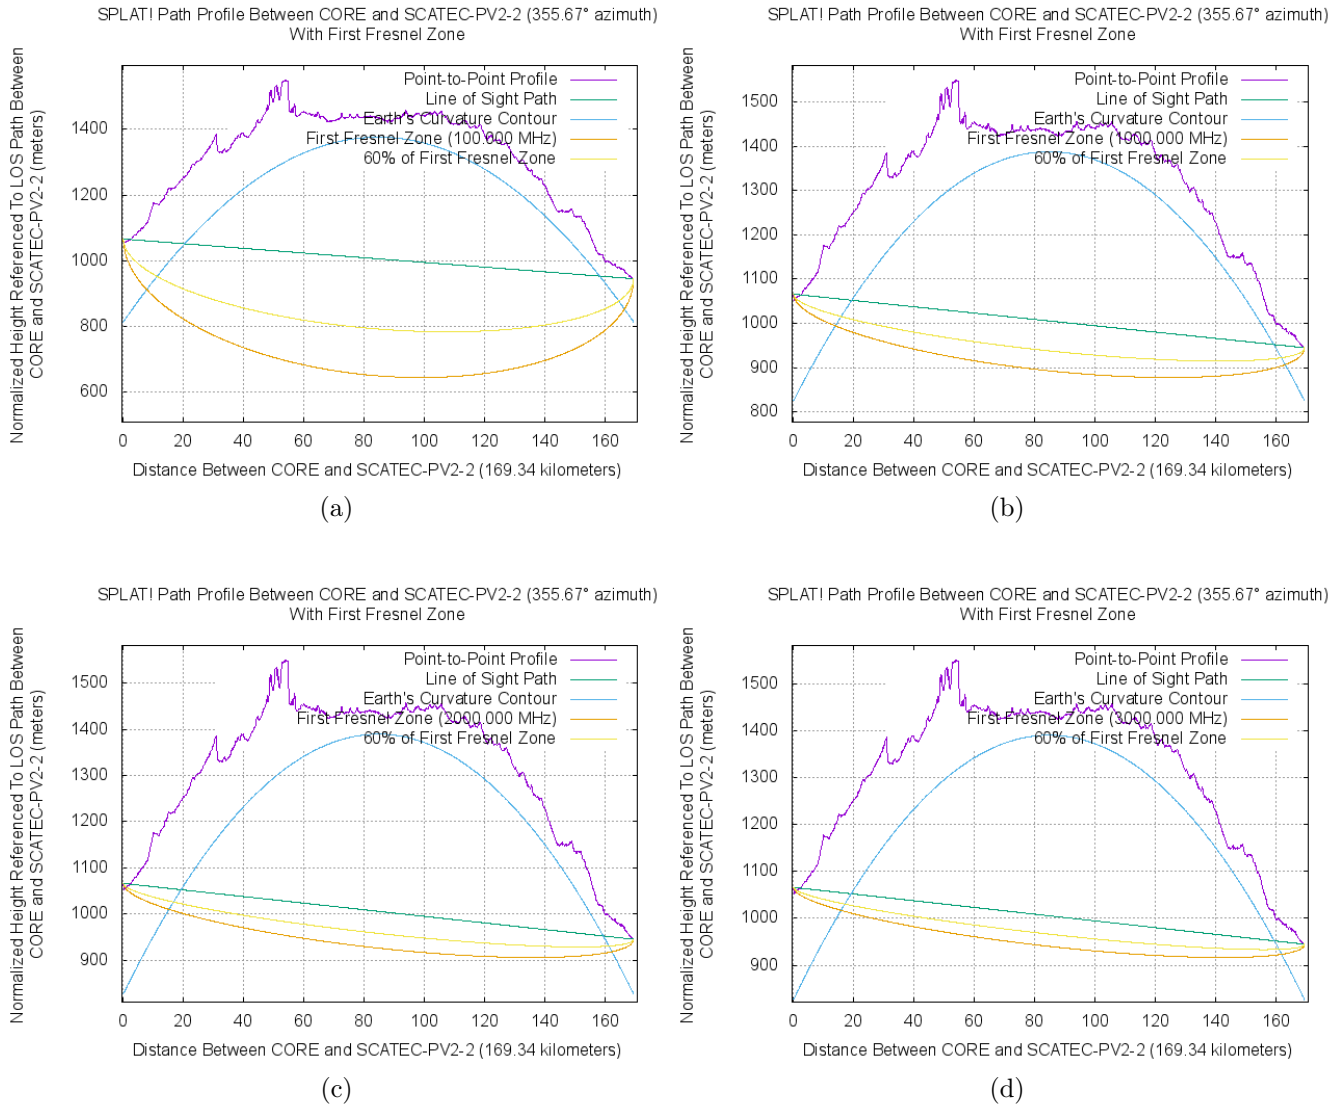 SPLAT! Path Profile Between CORE and SCATEC-PV2-2 (355.67° azimuth)
With First Fresnel Zone
Normalized Height Referenced To LOS Path Between
CORE and SCATEC-PV2-2 (meters)
Point-to-Point Profile
Line of Sight Path
Earth's Curvature Contour
First Fresnel Zone (100.000 MHz)
60% of First Fresnel Zone
1400
1200
1000
800
600
0 20 40 60 80 100 120 140 160
Distance Between CORE and SCATEC-PV2-2 (169.34 kilometers)
(a)
SPLAT! Path Profile Between CORE and SCATEC-PV2-2 (355.67° azimuth)
With First Fresnel Zone
Normalized Height Referenced To LOS Path Between
CORE and SCATEC-PV2-2 (meters)
Point-to-Point Profile
Line of Sight Path
Earth's Curvature Contour
First Fresnel Zone (1000.000 MHz)
60% of First Fresnel Zone
1500
1400
1300
1200
1100
1000
900
800
0 20 40 60 80 100 120 140 160
Distance Between CORE and SCATEC-PV2-2 (169.34 kilometers)
(b)
SPLAT! Path Profile Between CORE and SCATEC-PV2-2 (355.67° azimuth)
With First Fresnel Zone
Normalized Height Referenced To LOS Path Between
CORE and SCATEC-PV2-2 (meters)
Point-to-Point Profile
Line of Sight Path
Earth's Curvature Contour
First Fresnel Zone (2000.000 MHz)
60% of First Fresnel Zone
1500
1400
1300
1200
1100
1000
900
0 20 40 60 80 100 120 140 160
Distance Between CORE and SCATEC-PV2-2 (169.34 kilometers)
(c)
SPLAT! Path Profile Between CORE and SCATEC-PV2-2 (355.67° azimuth)
With First Fresnel Zone
Normalized Height Referenced To LOS Path Between
CORE and SCATEC-PV2-2 (meters)
Point-to-Point Profile
Line of Sight Path
Earth's Curvature Contour
First Fresnel Zone (3000.000 MHz)
60% of First Fresnel Zone
1500
1400
1300
1200
1100
1000
900
0 20 40 60 80 100 120 140 160
Distance Between CORE and SCATEC-PV2-2 (169.34 kilometers)
(d)